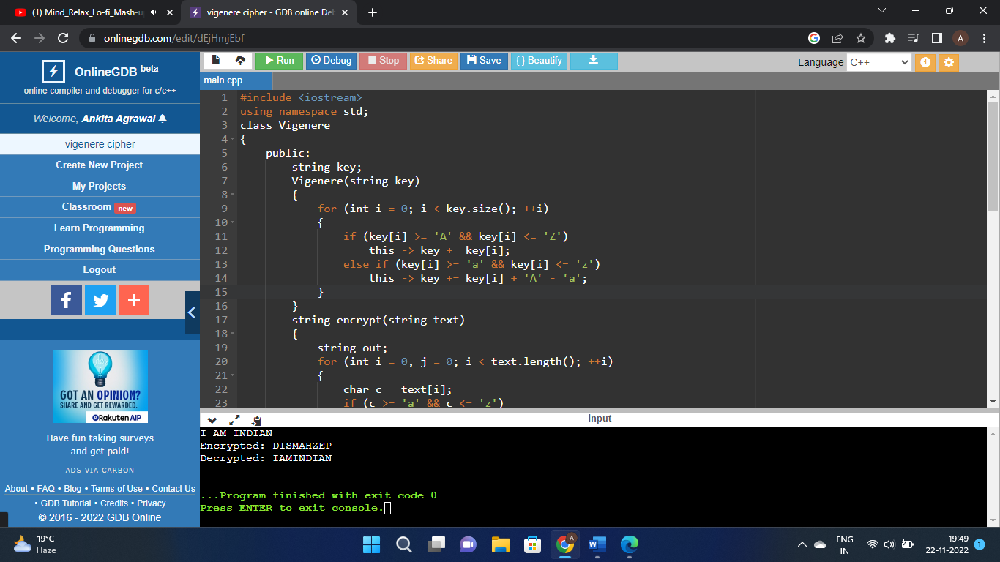 (1) Mind_Relax_Lo-fi_Mash-u
vigenere cipher - GDB online Del
onlinegdb.com/edit/dEjHmjEbf
A
OnlineGDB beta
online compiler and debugger for c/c++
Welcome, Ankita Agrawal
vigenere cipher
Create New Project
My Projects
Classroom new
Learn Programming
Programming Questions
Logout
GOT AN OPINION?
SHARE AND GET REWARDED.
Rakuten AIP
Have fun taking surveys
and get paid!
ADS VIA CARBON
About • FAQ • Blog • Terms of Use • Contact Us
• GDB Tutorial • Credits • Privacy
© 2016 - 2022 GDB Online
Run Debug Stop Share Save { } Beautify
Language C++
main.cpp
1 #include <iostream>
2 using namespace std;
3 class Vigenere
4 {
5 public:
6 string key;
7 Vigenere(string key)
8 {
9 for (int i = 0; i < key.size(); ++i)
10 {
11 if (key[i] >= 'A' && key[i] <= 'Z')
12 this -> key += key[i];
13 else if (key[i] >= 'a' && key[i] <= 'z')
14 this -> key += key[i] + 'A' - 'a';
15 }
16 }
17 string encrypt(string text)
18 {
19 string out;
20 for (int i = 0, j = 0; i < text.length(); ++i)
21 {
22 char c = text[i];
23 if (c >= 'a' && c <= 'z')
input
I AM INDIAN
Encrypted: DISMAHZEP
Decrypted: IAMINDIAN
...Program finished with exit code 0
Press ENTER to exit console.
19°C
Haze
ENG
IN
19:49
22-11-2022
1